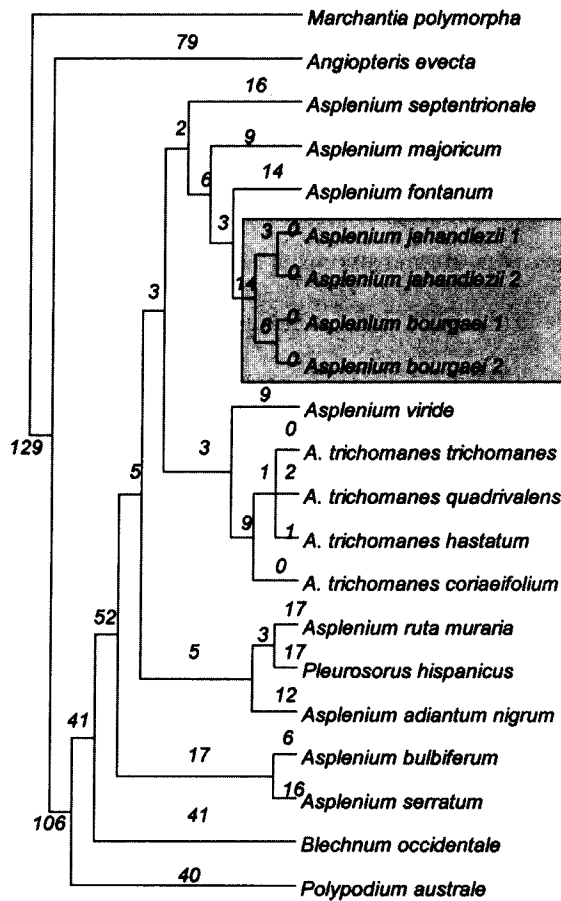 Marchantia polymorpha
79
Angiopteris evecta
16
Asplenium septentrionale
2
9
Asplenium majoricum
6
14
Asplenium fontanum
3
3 0 Asplenium jahandiezii 1
14 0 Asplenium jahandiezii 2
3
0 Asplenium bourgaei 1
6
0 Asplenium bourgaei 2
9
Asplenium viride
129
3
0
A. trichomanes trichomanes
5
1 2
A. trichomanes quadrivalens
9
1
A. trichomanes hastatum
0
A. trichomanes coriaeifolium
52
17
Asplenium ruta muraria
3
5
17
Pleurosorus hispanicus
12
Asplenium adiantum nigrum
41
6
17
Asplenium bulbiferum
16
Asplenium serratum
106
41
Blechnum occidentale
40
Polypodium australe